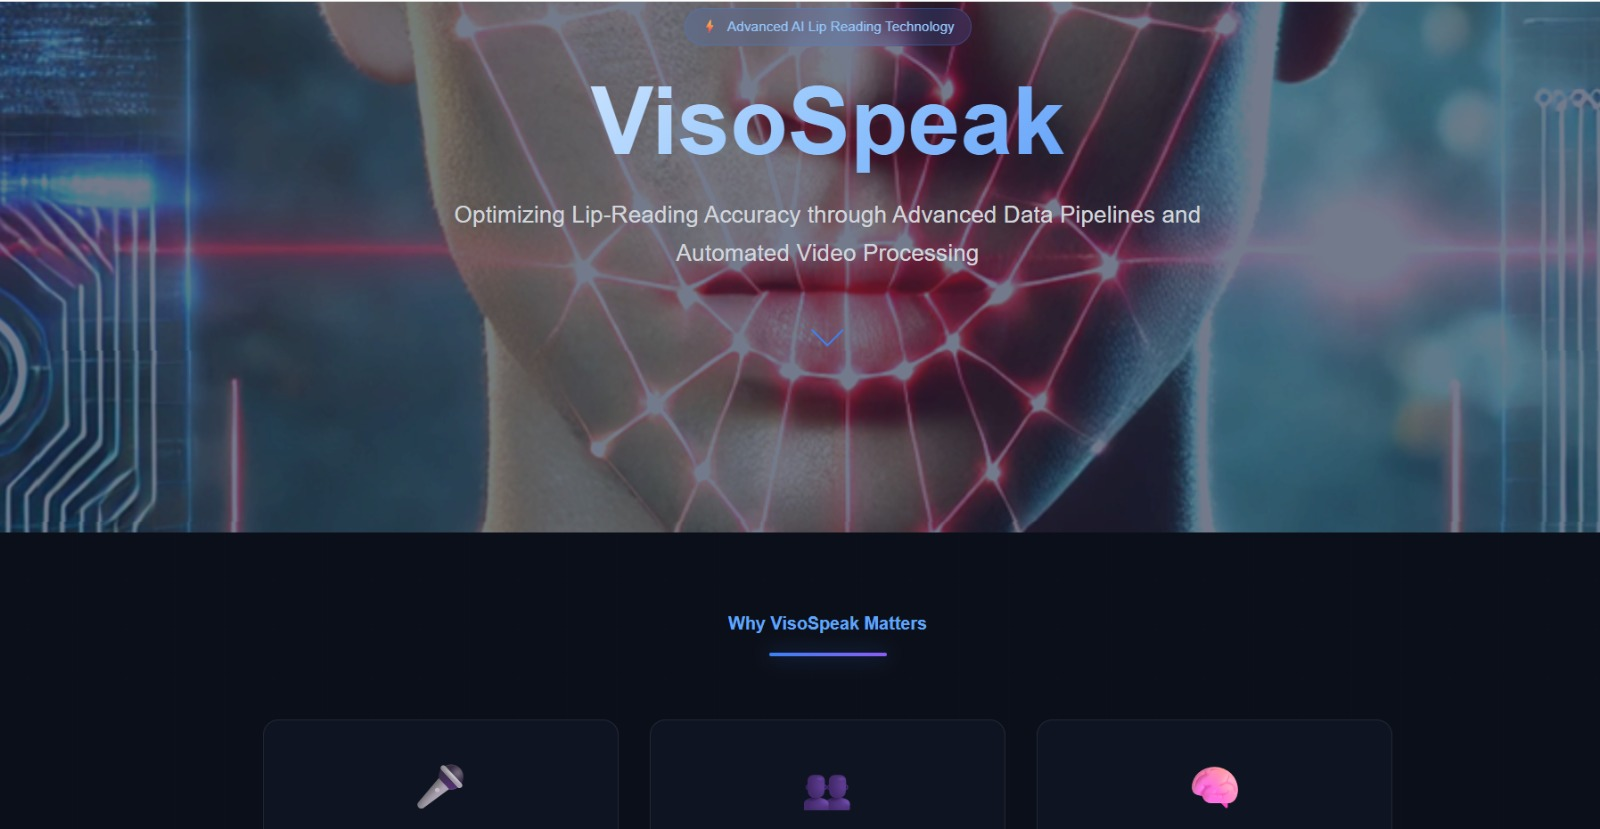 Advanced AI Lip Reading Technology
VisoSpeak
Optimizing Lip-Reading Accuracy through Advanced Data Pipelines and
Automated Video Processing
Why VisoSpeak Matters